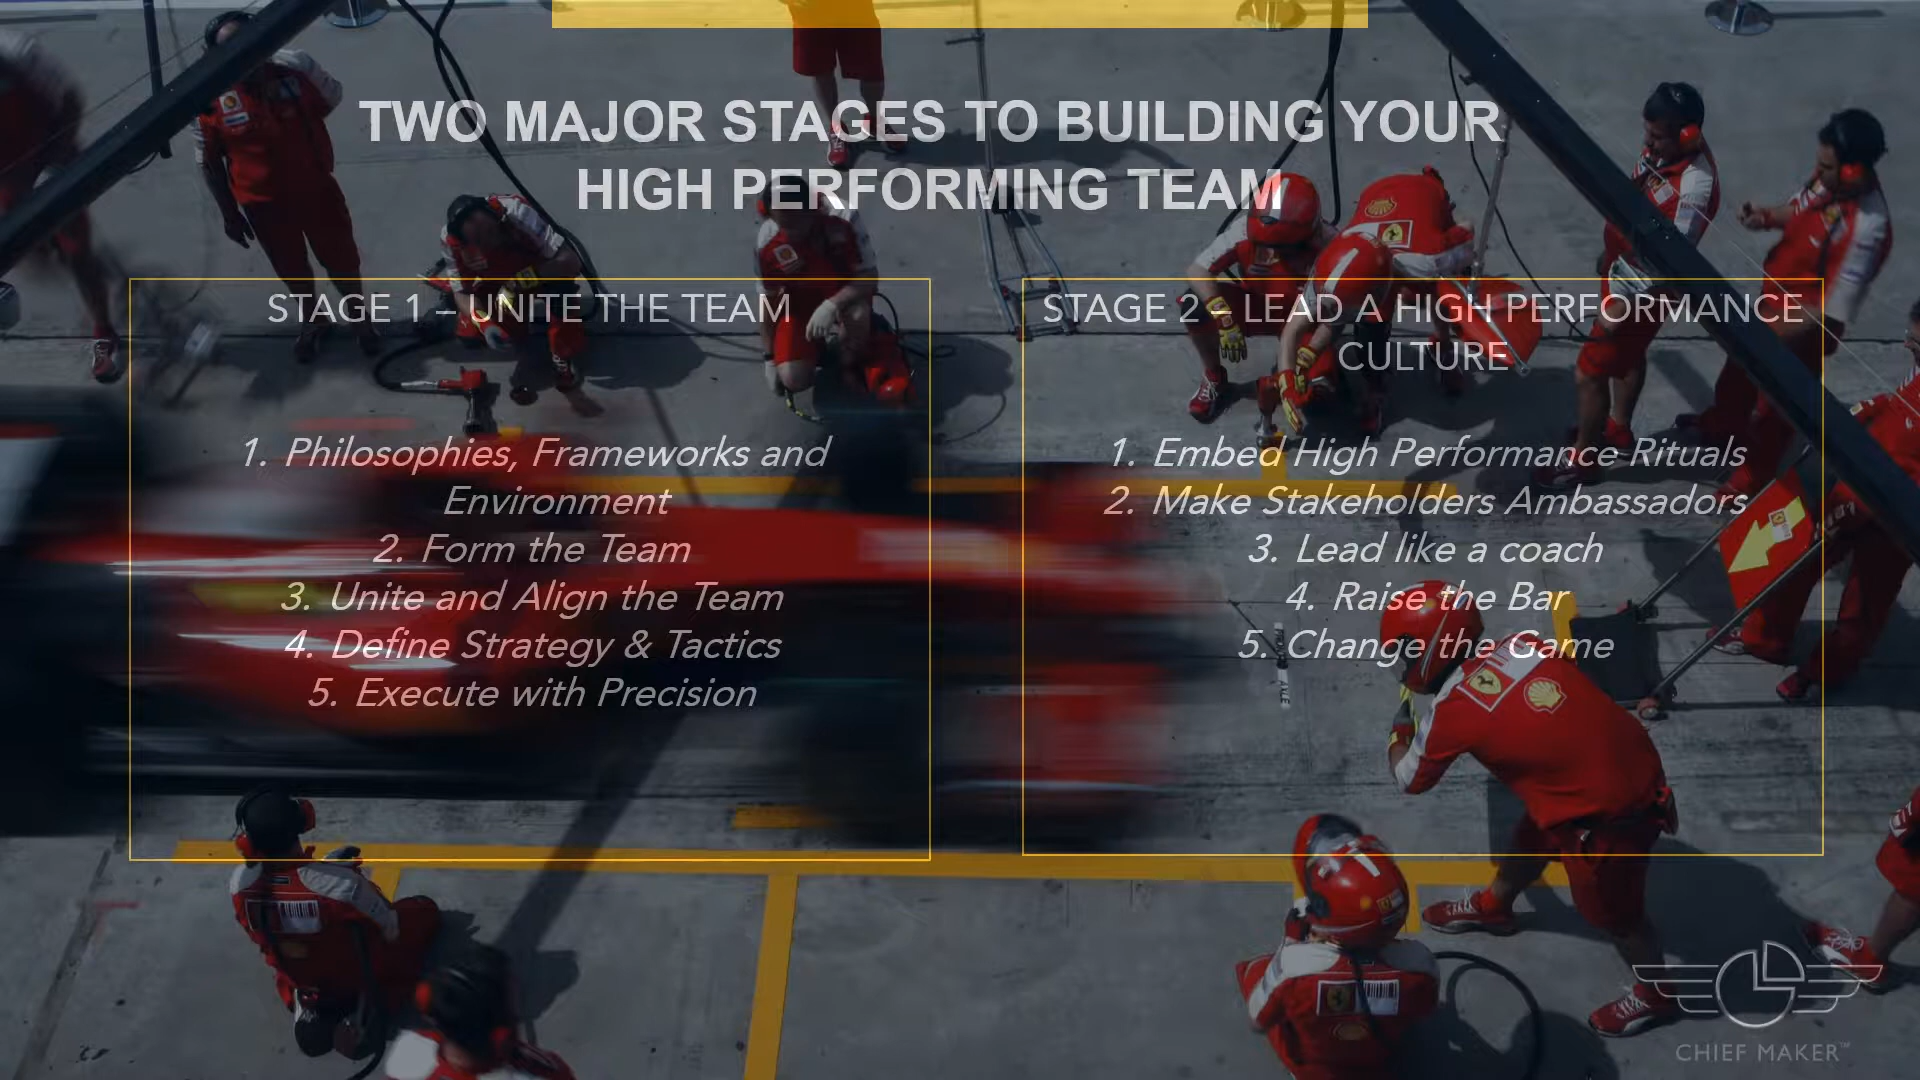 TWO MAJOR STAGES TO BUILDING YOUR
HIGH PERFORMING TEAM
STAGE 1 – UNITE THE TEAM
1. Philosophies, Frameworks and
Environment
2. Form the Team
3. Unite and Align the Team
4. Define Strategy & Tactics
5. Execute with Precision
STAGE 2 – LEAD A HIGH PERFORMANCE
CULTURE
1. Embed High Performance Rituals
2. Make Stakeholders Ambassadors
3. Lead like a coach
4. Raise the Bar
5. Change the Game
CHIEF MAKER™